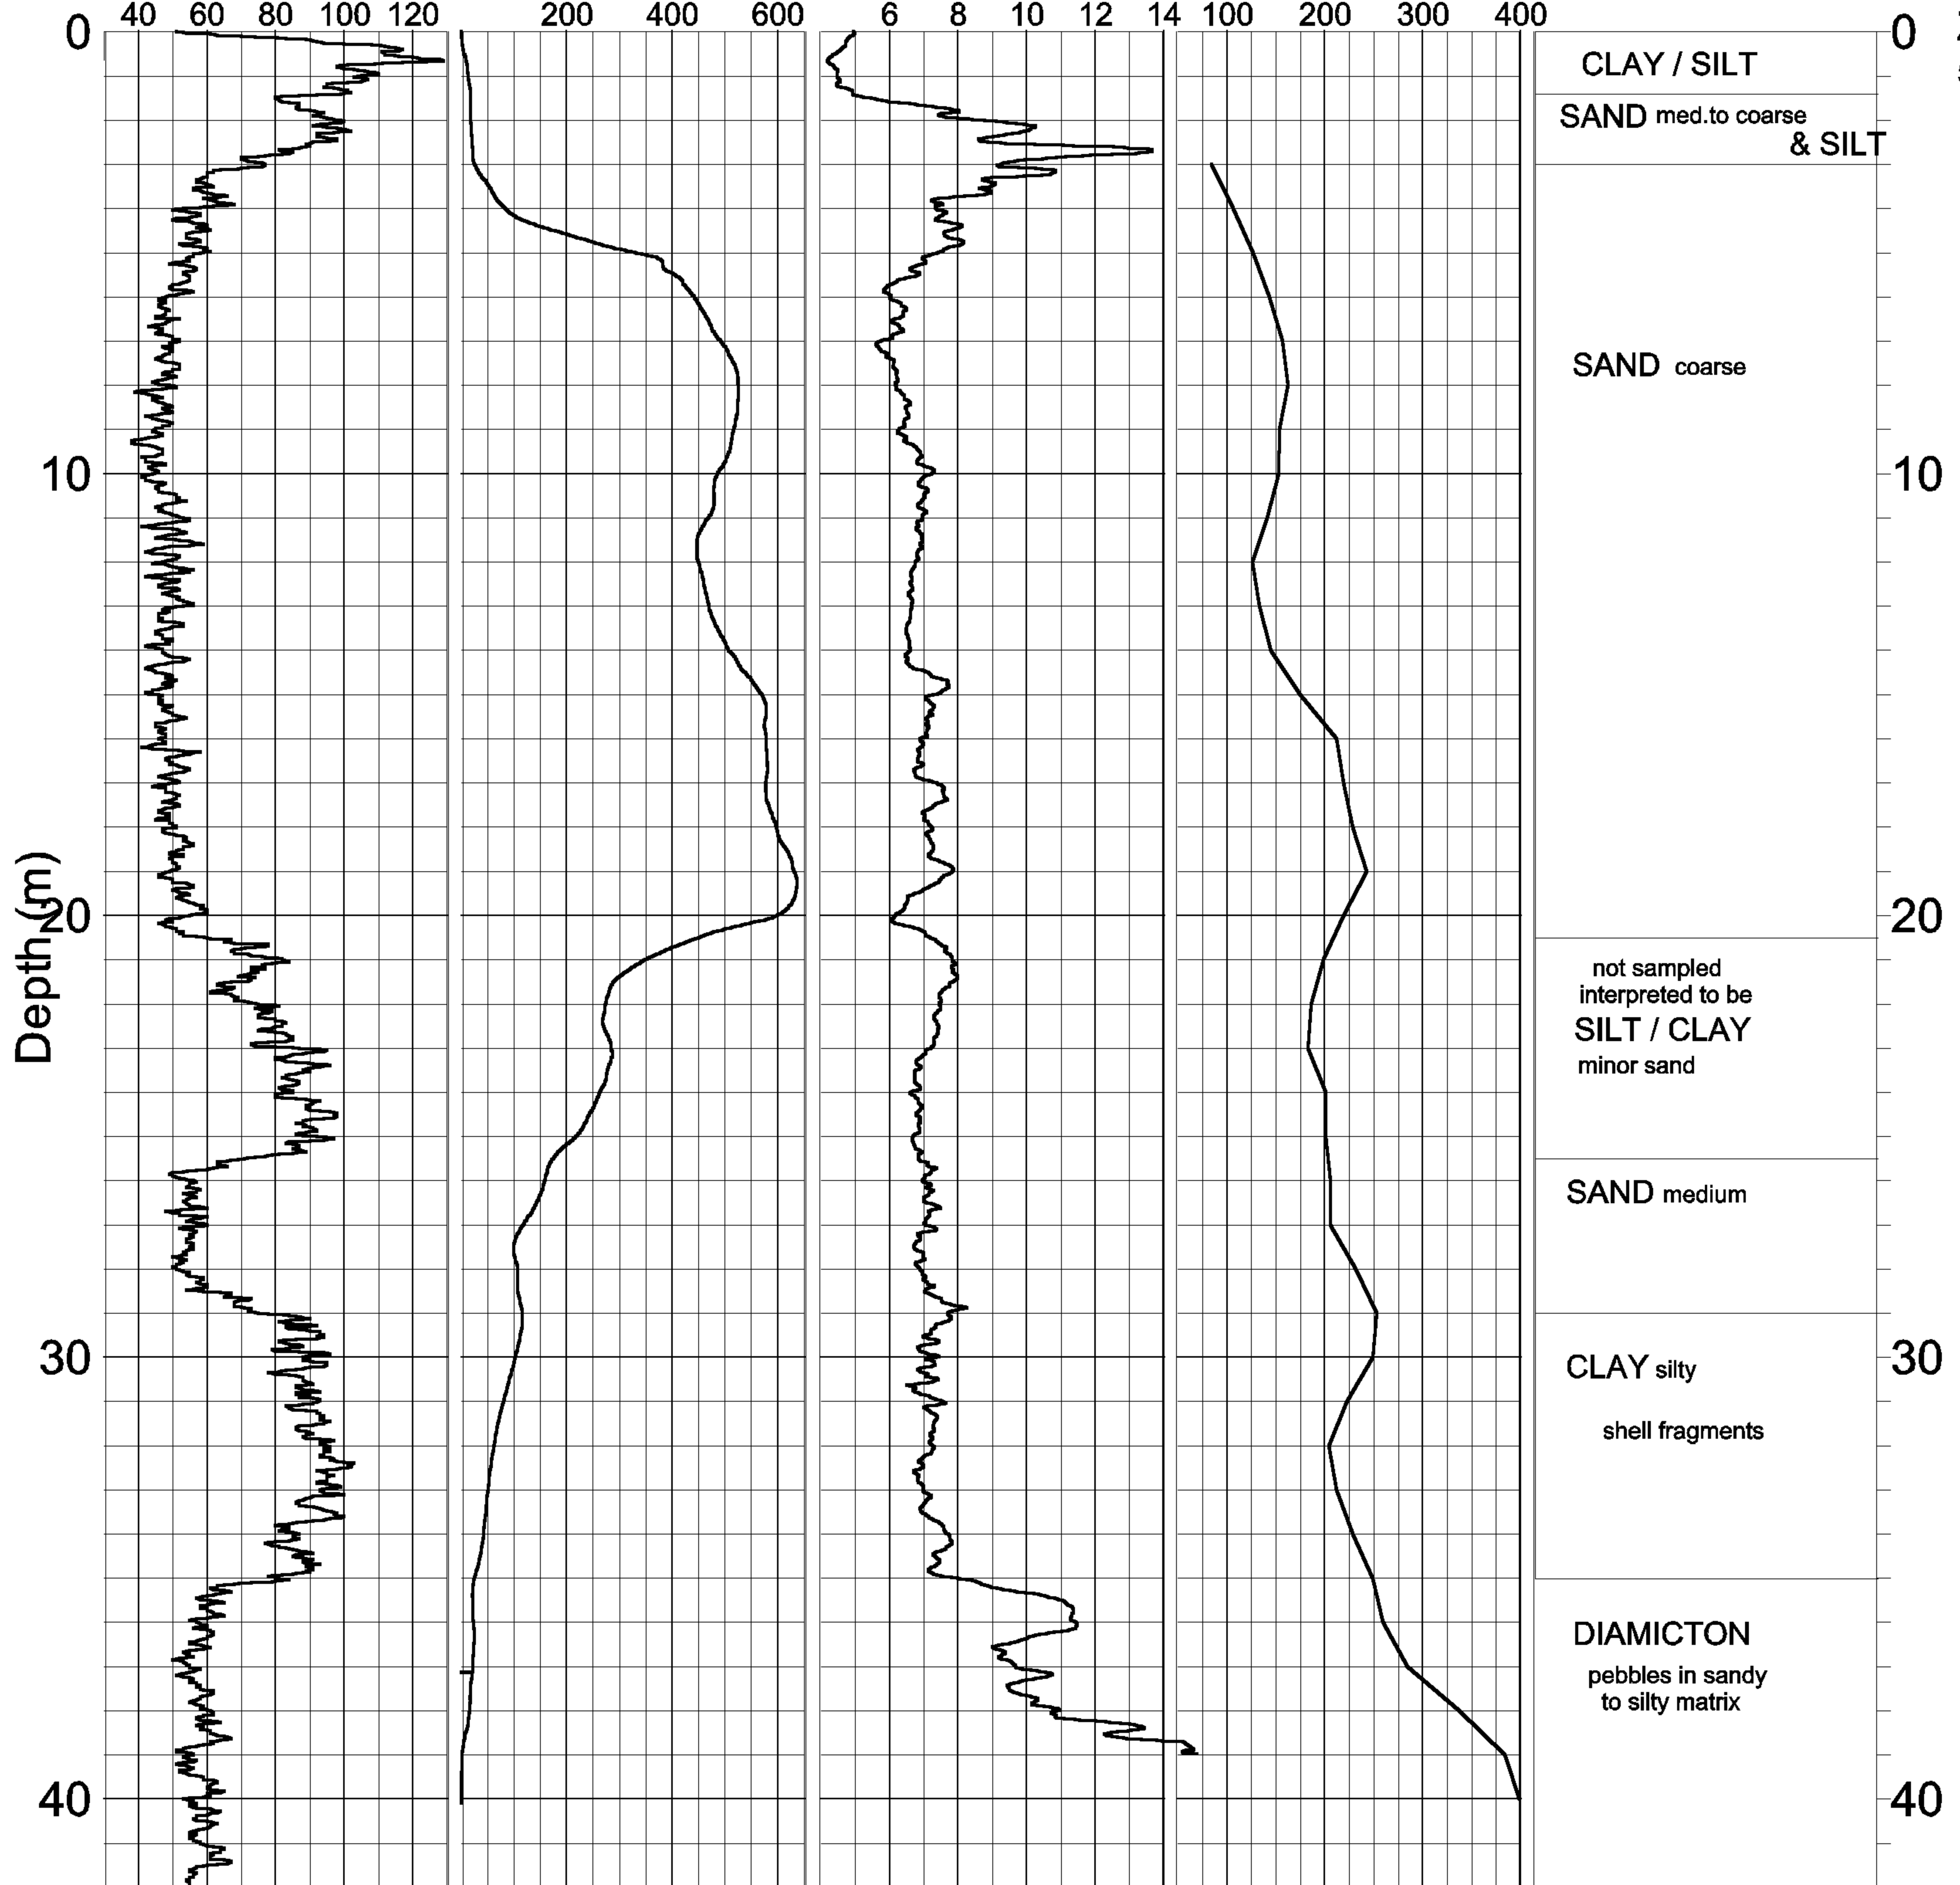 40 60 80 100 120 200 400 600 6 8 10 12 14 100 200 300 400
0 0
CLAY / SILT
SAND med.to coarse
& SILT
SAND coarse
10 10
Depth (m)
20 20
not sampled
interpreted to be
SILT / CLAY
minor sand
SAND medium
30 30
CLAY silty
shell fragments
DIAMICTON
pebbles in sandy
to silty matrix
40 40